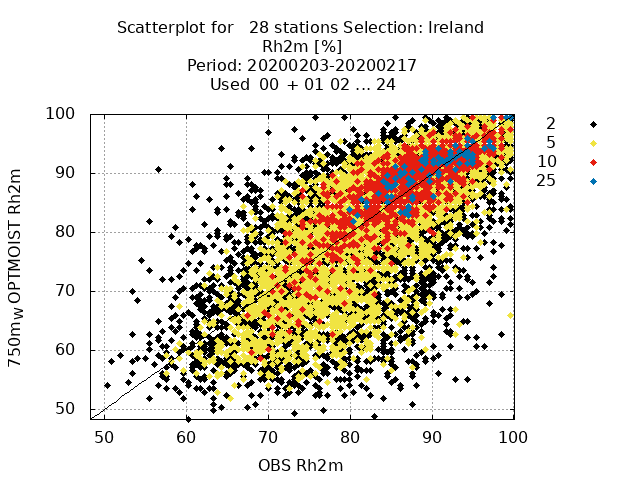 Scatterplot for 28 stations Selection: Ireland
Rh2m [%]
Period: 20200203-20200217
Used 00 + 01 02 ... 24
100
90
80
70
60
50
50 60 70 80 90 100
750mw OPTMOIST Rh2m
OBS Rh2m
2
5
10
25